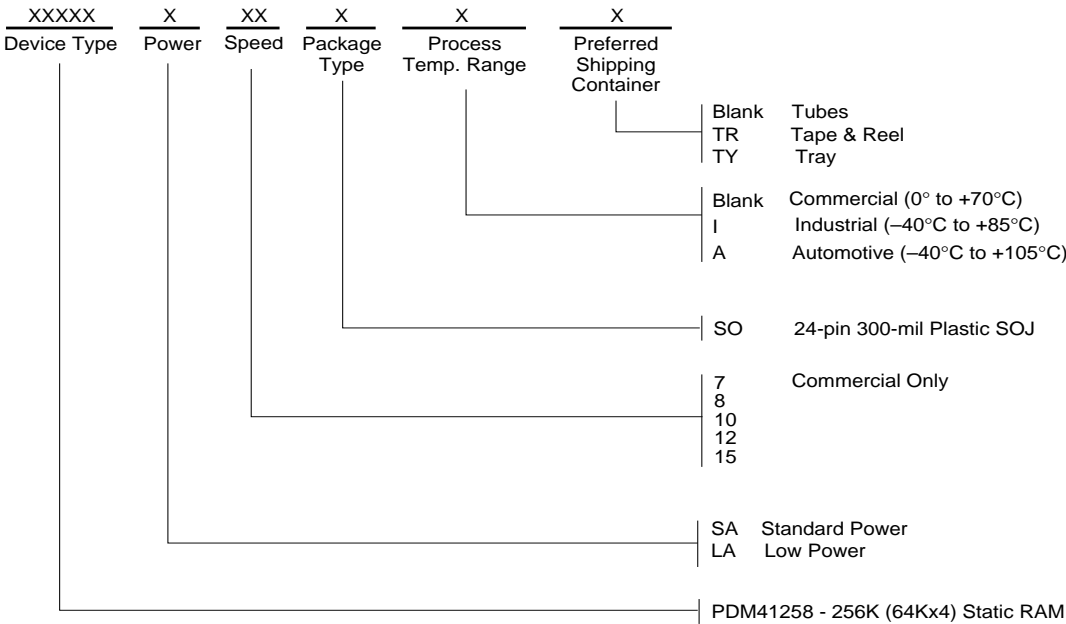 XXXXX X XX X X X
Device Type Power Speed Package Type Process Temp. Range Preferred Shipping Container
Blank Tubes
TR Tape & Reel
TY Tray
Blank Commercial (0° to +70°C)
I Industrial (–40°C to +85°C)
A Automotive (–40°C to +105°C)
SO 24-pin 300-mil Plastic SOJ
7 Commercial Only
8
10
12
15
SA Standard Power
LA Low Power
PDM41258 - 256K (64Kx4) Static RAM